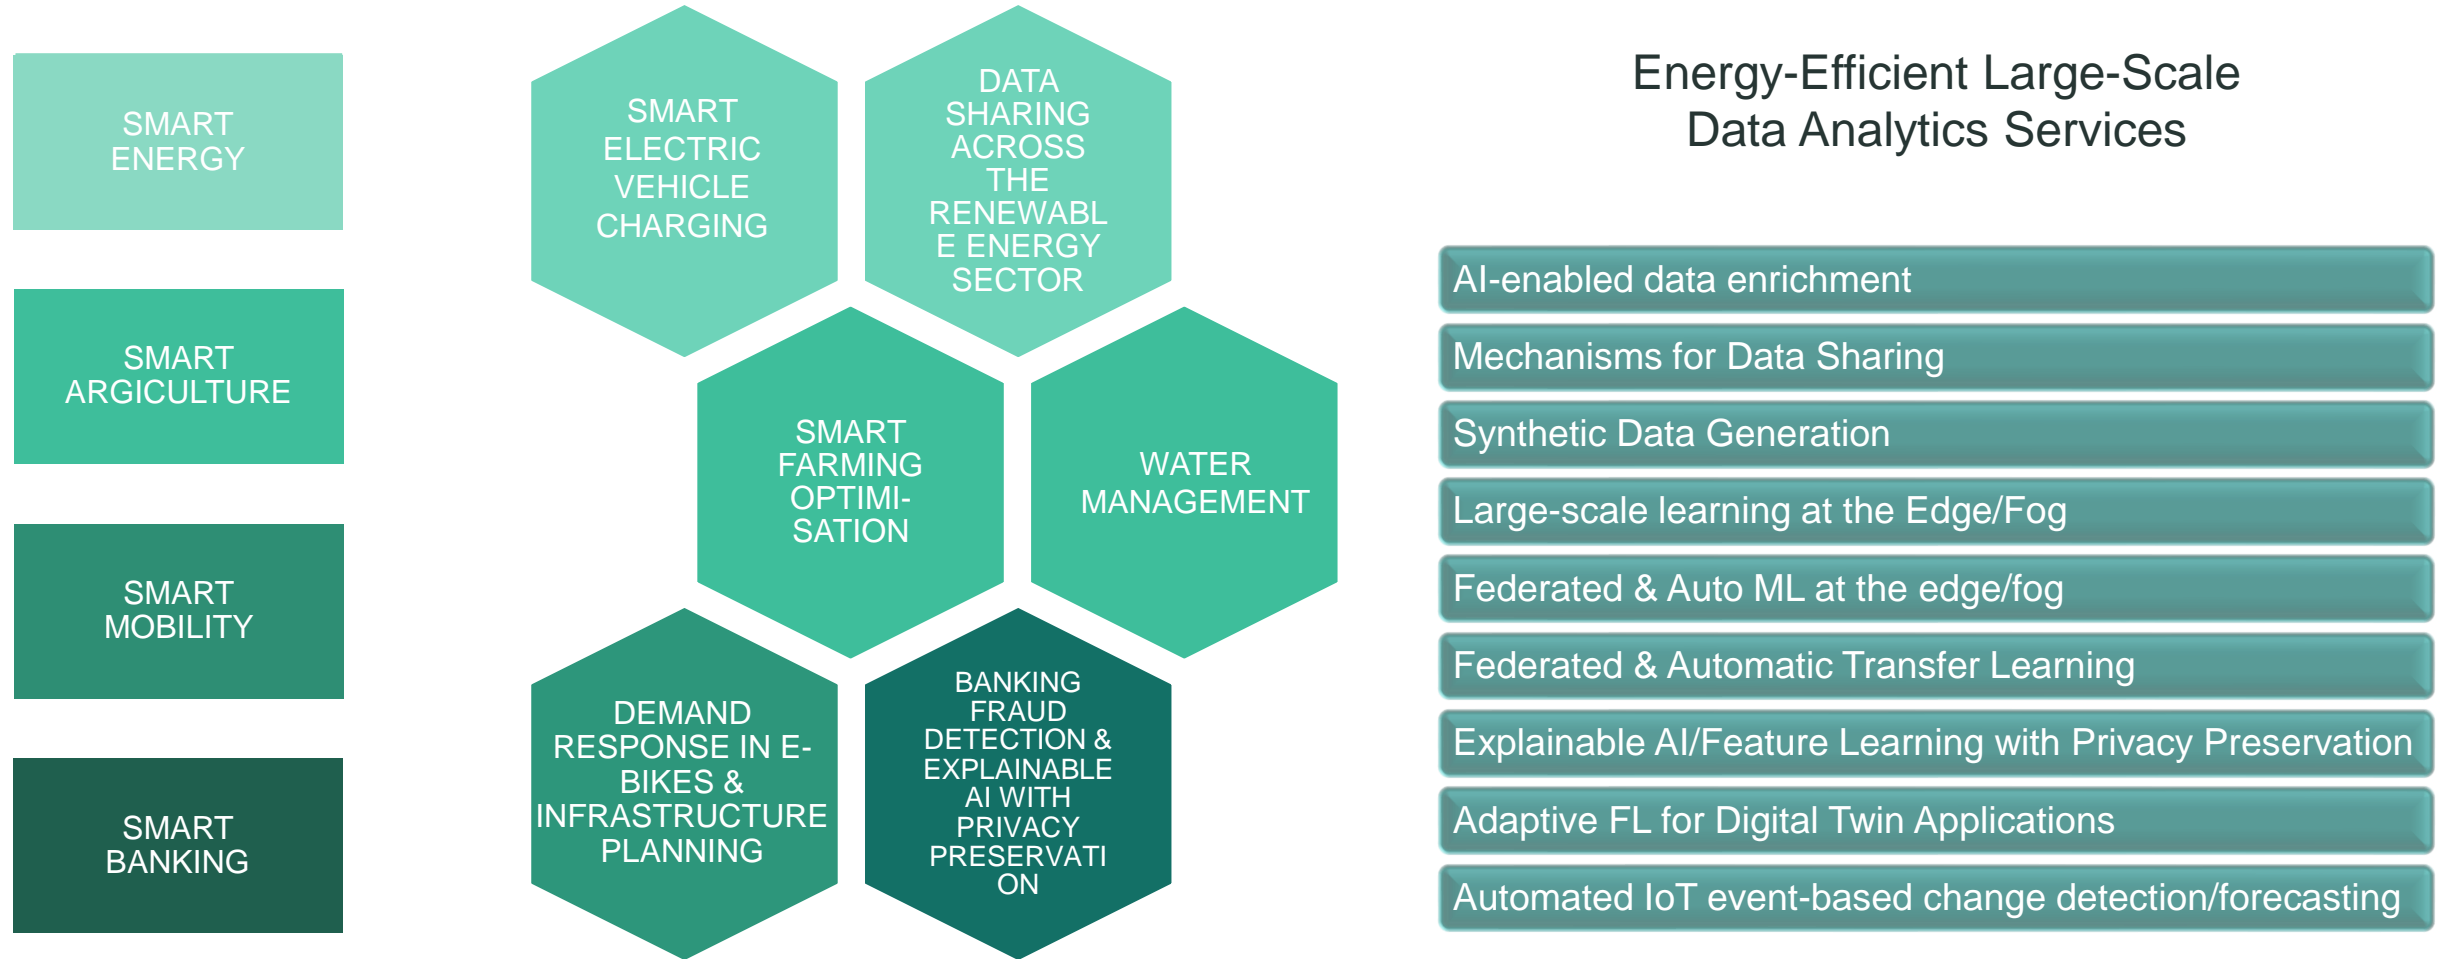 SMART
ENERGY
SMART
ARGICULTURE
SMART
MOBILITY
SMART
BANKING
SMART
ELECTRIC
VEHICLE
CHARGING
DATA
SHARING
ACROSS
THE
RENEWABL
E ENERGY
SECTOR
SMART
FARMING
OPTIMI-
SATION
WATER
MANAGEMENT
DEMAND
RESPONSE IN E-
BIKES &
INFRASTRUCTURE
PLANNING
BANKING
FRAUD
DETECTION &
EXPLAINABLE
AI WITH
PRIVACY
PRESERVATI
ON
Energy-Efficient Large-Scale
Data Analytics Services
AI-enabled data enrichment
Mechanisms for Data Sharing
Synthetic Data Generation
Large-scale learning at the Edge/Fog
Federated & Auto ML at the edge/fog
Federated & Automatic Transfer Learning
Explainable AI/Feature Learning with Privacy Preservation
Adaptive FL for Digital Twin Applications
Automated IoT event-based change detection/forecasting